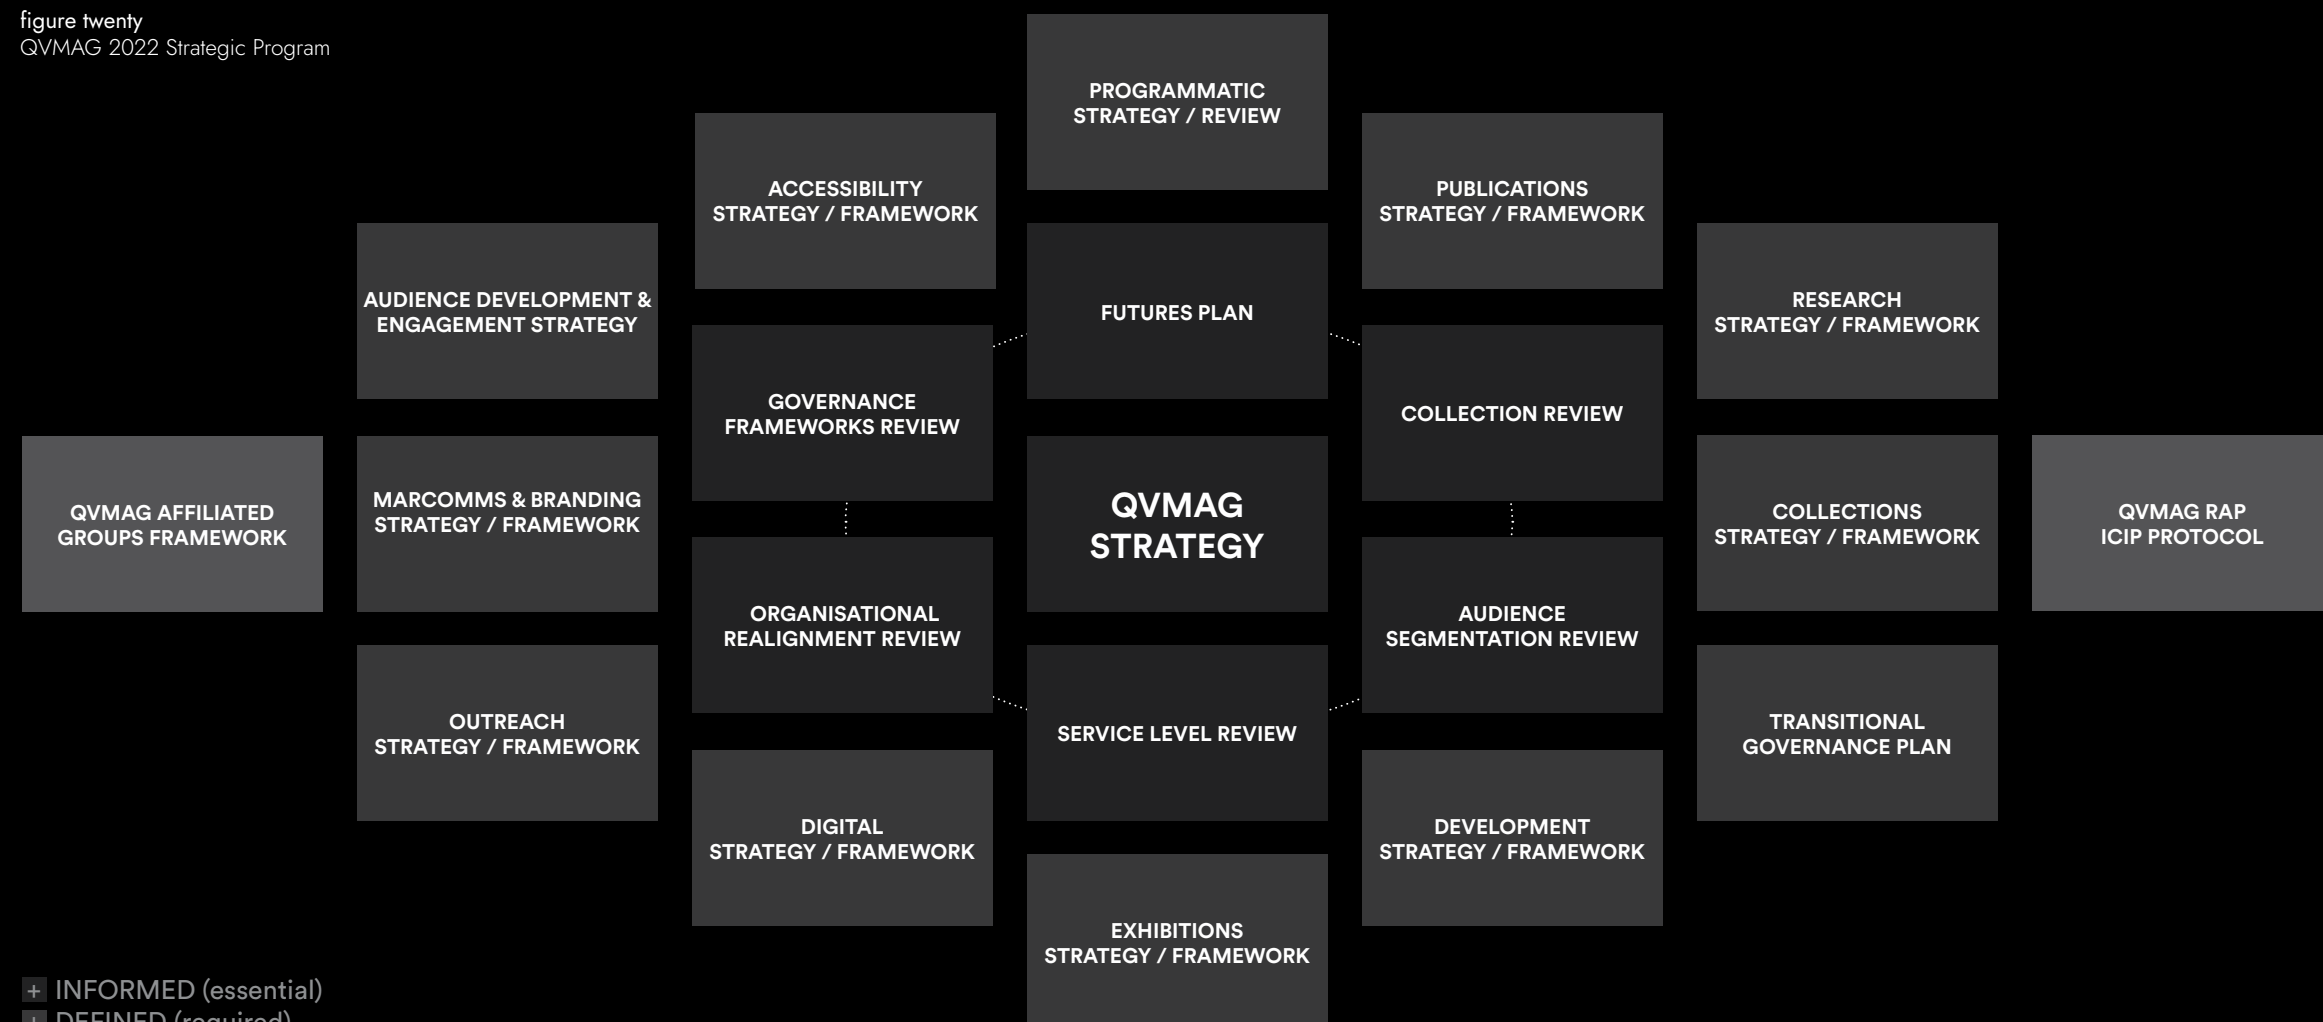 figure twenty
QVMAG 2022 Strategic Program
PROGRAMMATIC
STRATEGY / REVIEW
ACCESSIBILITY
STRATEGY / FRAMEWORK
PUBLICATIONS
STRATEGY / FRAMEWORK
AUDIENCE DEVELOPMENT &
ENGAGEMENT STRATEGY
FUTURES PLAN
RESEARCH
STRATEGY / FRAMEWORK
GOVERNANCE
FRAMEWORKS REVIEW
COLLECTION REVIEW
QVMAG AFFILIATED
GROUPS FRAMEWORK
MARCOMMS & BRANDING
STRATEGY / FRAMEWORK
QVMAG
STRATEGY
COLLECTIONS
STRATEGY / FRAMEWORK
QVMAG RAP
ICIP PROTOCOL
ORGANISATIONAL
REALIGNMENT REVIEW
AUDIENCE
SEGMENTATION REVIEW
OUTREACH
STRATEGY / FRAMEWORK
SERVICE LEVEL REVIEW
TRANSITIONAL
GOVERNANCE PLAN
DIGITAL
STRATEGY / FRAMEWORK
DEVELOPMENT
STRATEGY / FRAMEWORK
EXHIBITIONS
STRATEGY / FRAMEWORK
+ INFORMED (essential)
+ DEFINED (required)